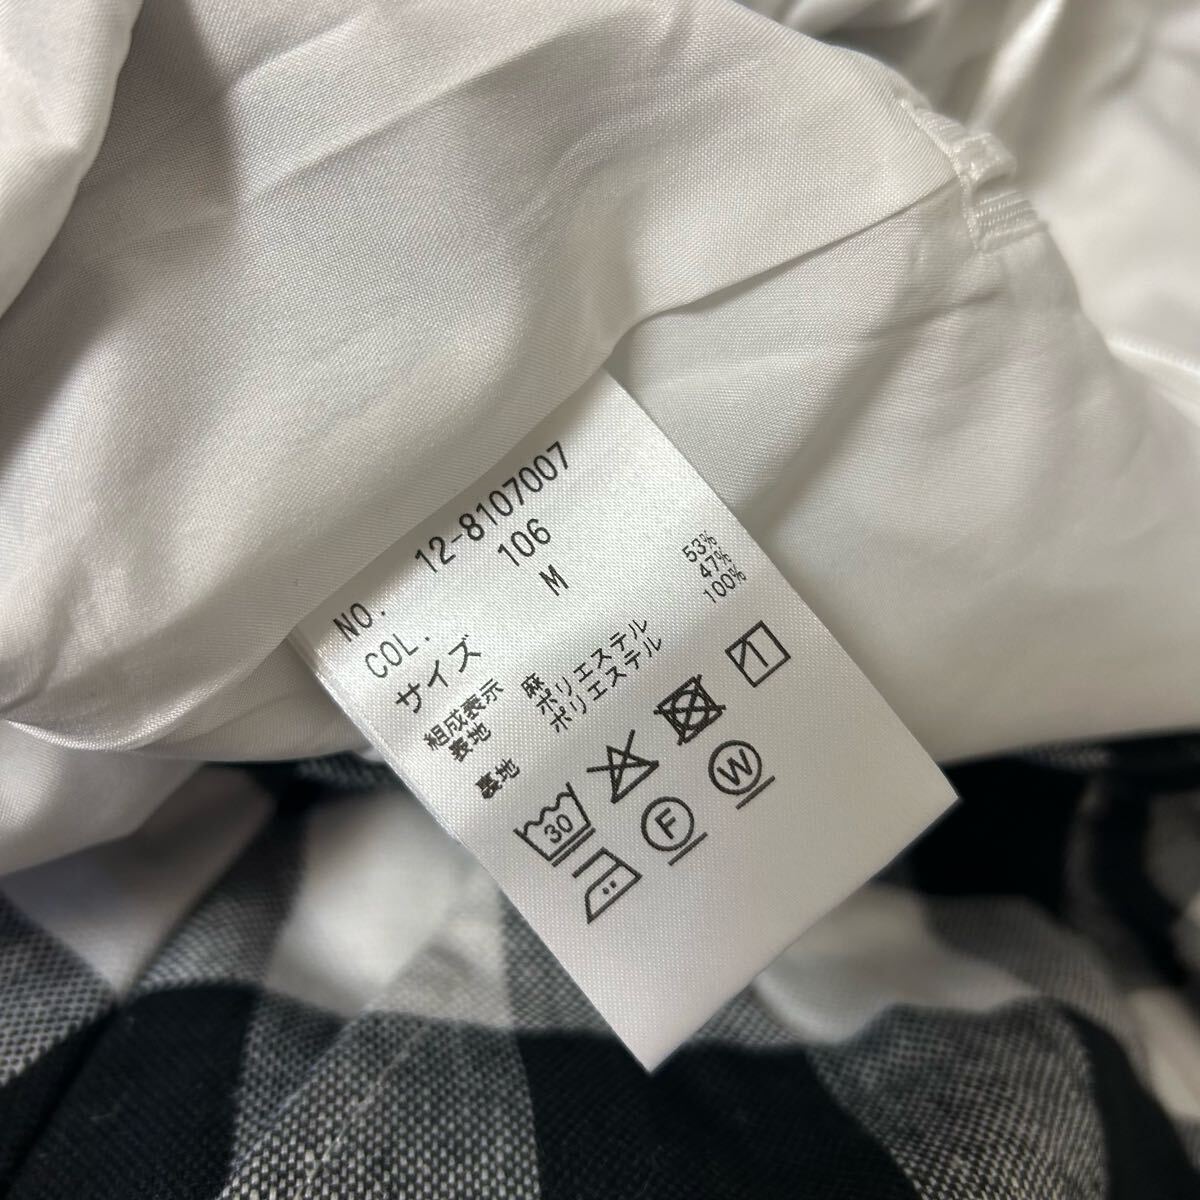 NO. 12-8107007
COL. 106
サイズ M
組成表示
表地 麻 53%
ポリエステル 47%
裏地 ポリエステル 100%
30
F
W